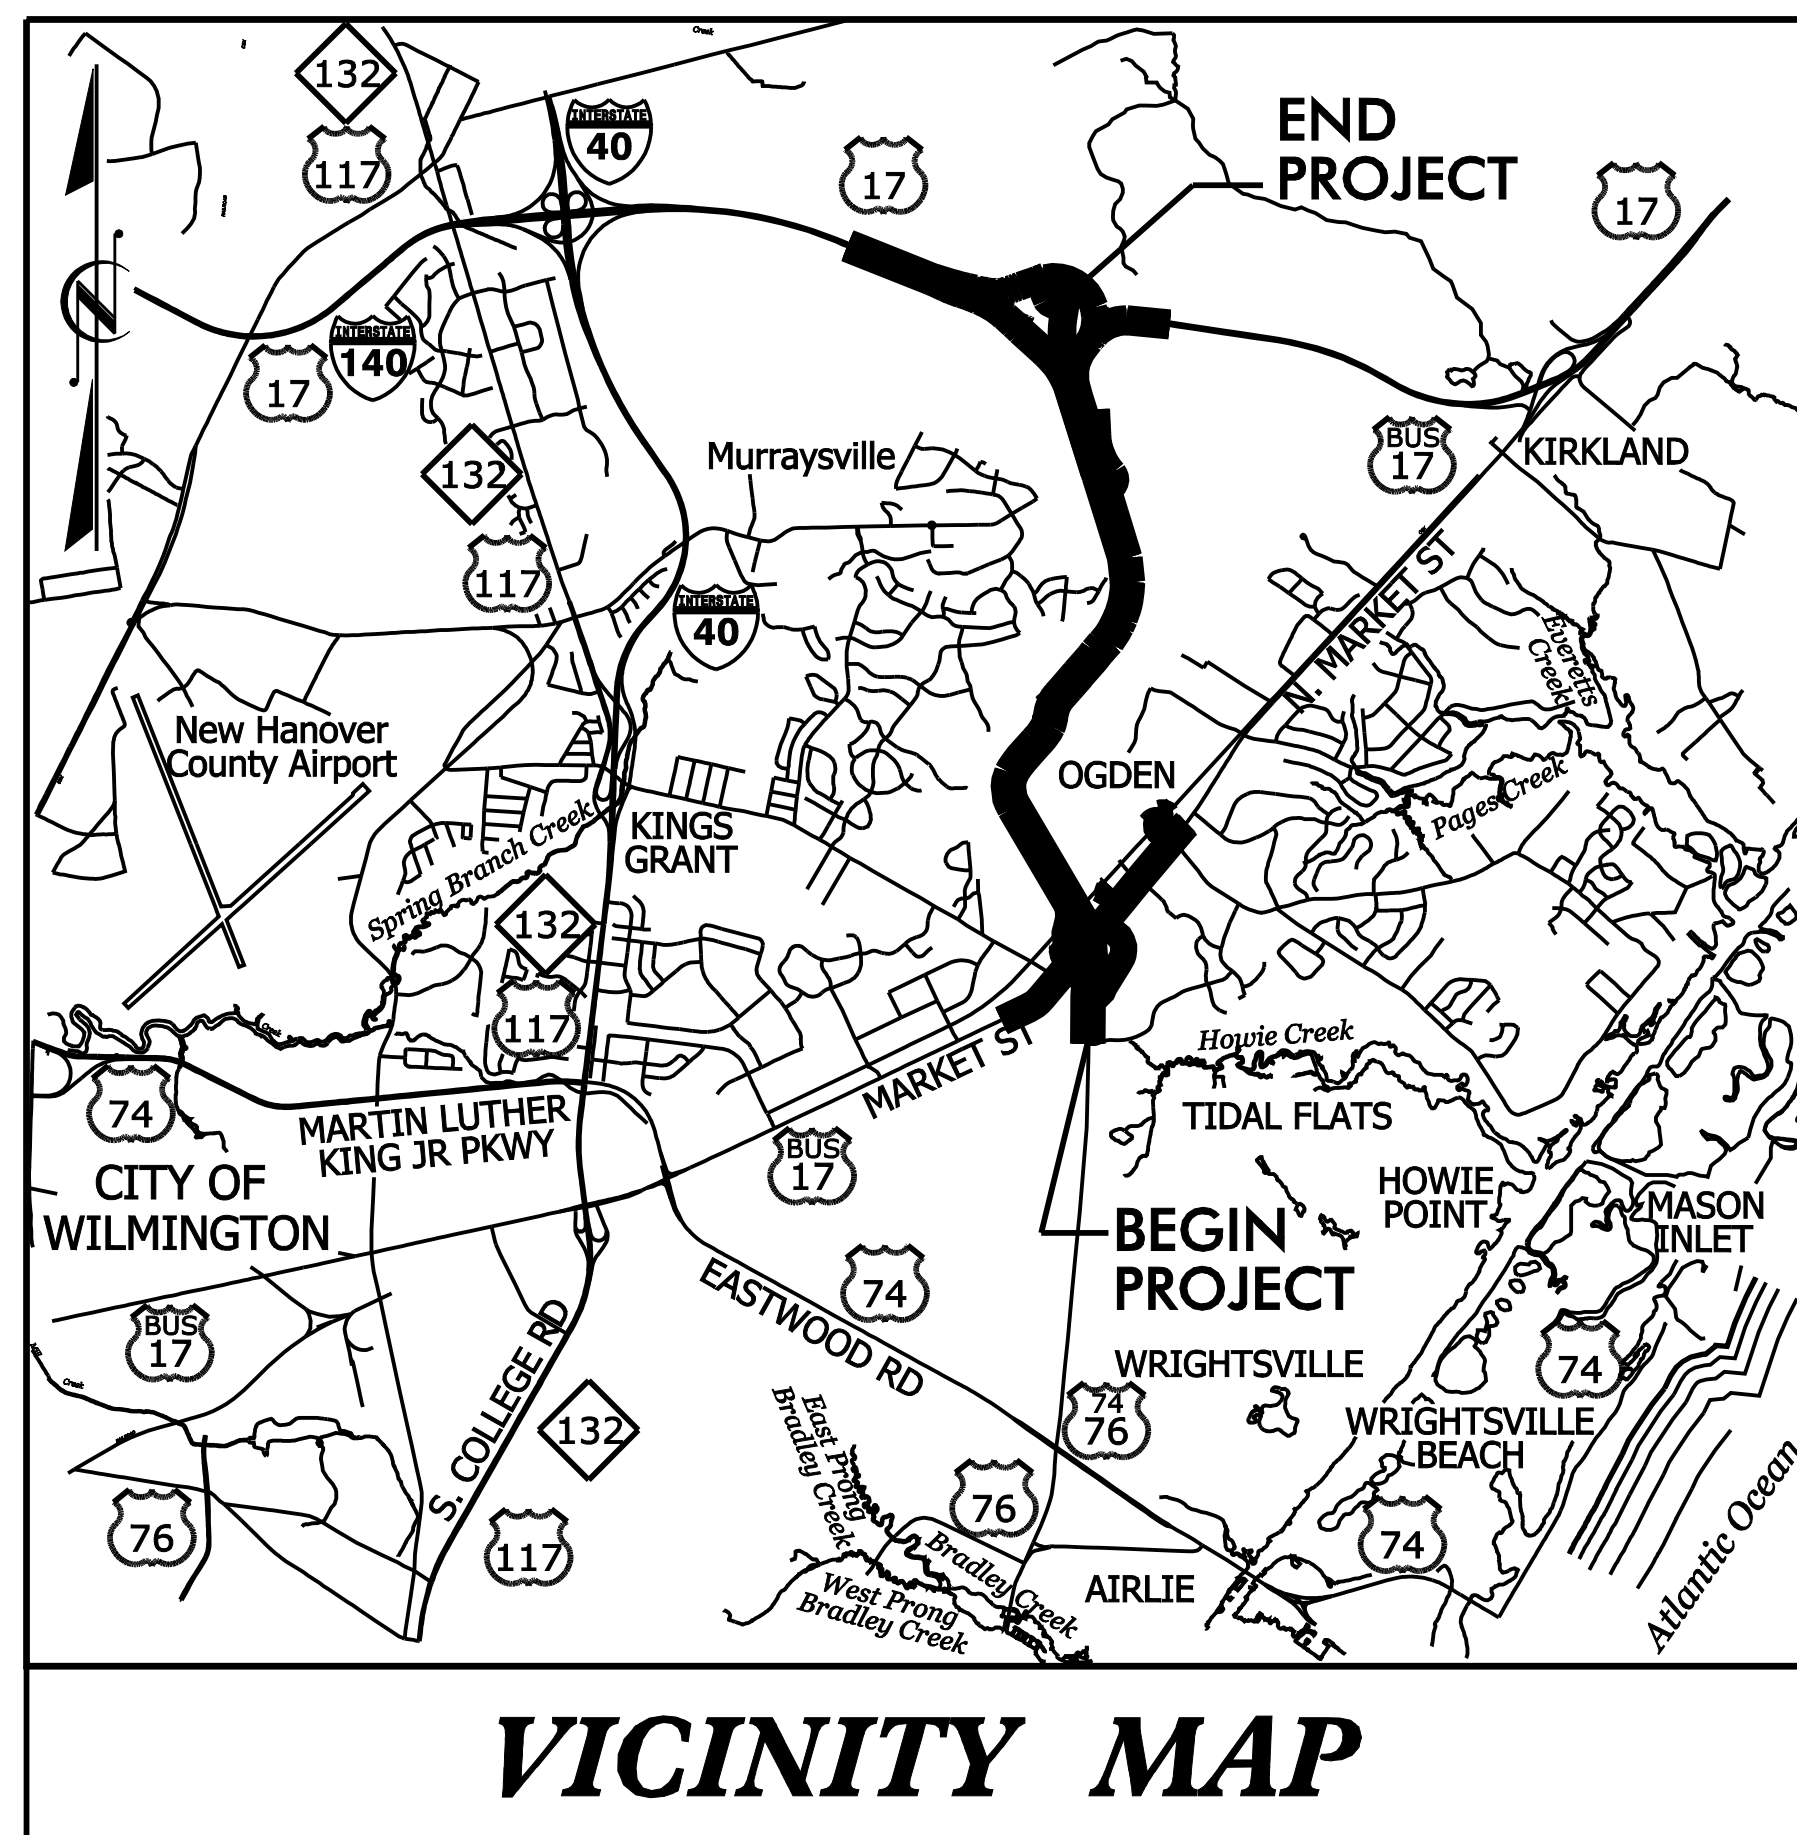 132
117
INTERSTATE
40
17
END
PROJECT
17
INTERSTATE
140
17
132
Murraysville
BUS
17
KIRKLAND
117
INTERSTATE
40
N. MARKET ST
Everetts
Creek
New Hanover
County Airport
OGDEN
Pages Creek
KINGS
GRANT
Spring Branch Creek
132
117
Creek
Creek
MARKET ST
Howie Creek
TIDAL FLATS
74
MARTIN LUTHER
KING JR PKWY
BUS
17
CITY OF
WILMINGTON
HOWIE
POINT
MASON
INLET
BEGIN
PROJECT
74
EASTWOOD RD
BUS
17
S. COLLEGE RD
WRIGHTSVILLE
74
Creek
132
East Prong
Bradley Creek
74
76
WRIGHTSVILLE
BEACH
76
117
76
74
Atlantic Ocean
Bradley Creek
West Prong
Bradley Creek
AIRLIE
VICINITY MAP